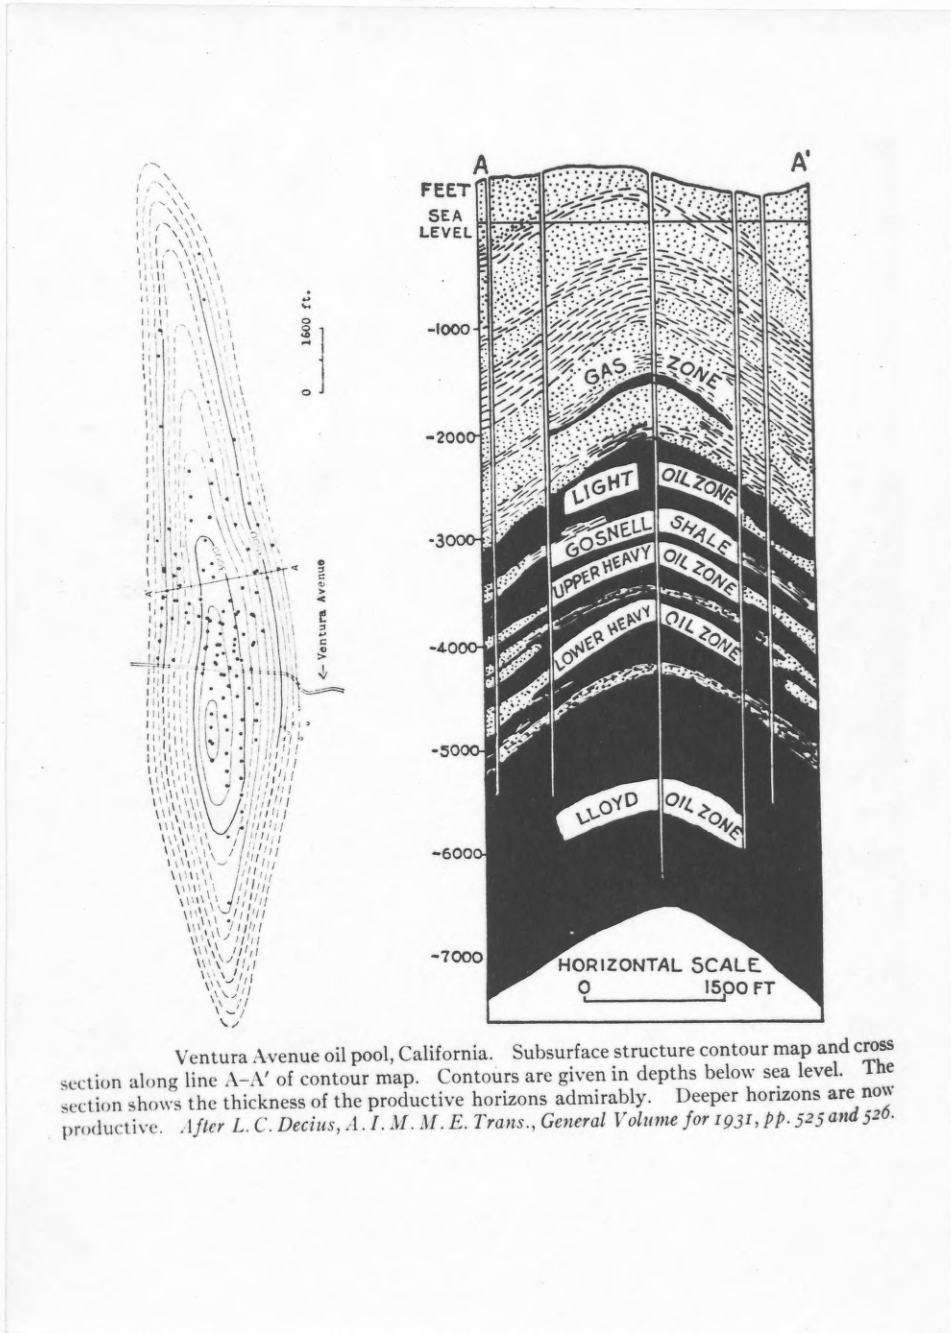 A
A'
FEET
SEA
LEVEL
-1000
GAS ZONE
-2000
LIGHT OIL ZONE
-3000
GOSNELL SHALE
UPPER HEAVY OIL ZONE
-4000
LOWER HEAVY OIL ZONE
-5000
LLOYD OIL ZONE
-6000
-7000
HORIZONTAL SCALE
0 1500 FT
0 1600 ft.
A
A'
← Ventura Avenue
Ventura Avenue oil pool, California. Subsurface structure contour map and cross
section along line A–A′ of contour map. Contours are given in depths below sea level. The
section shows the thickness of the productive horizons admirably. Deeper horizons are now
productive. After L. C. Decius, A. I. M. M. E. Trans., General Volume for 1931, pp. 525 and 526.